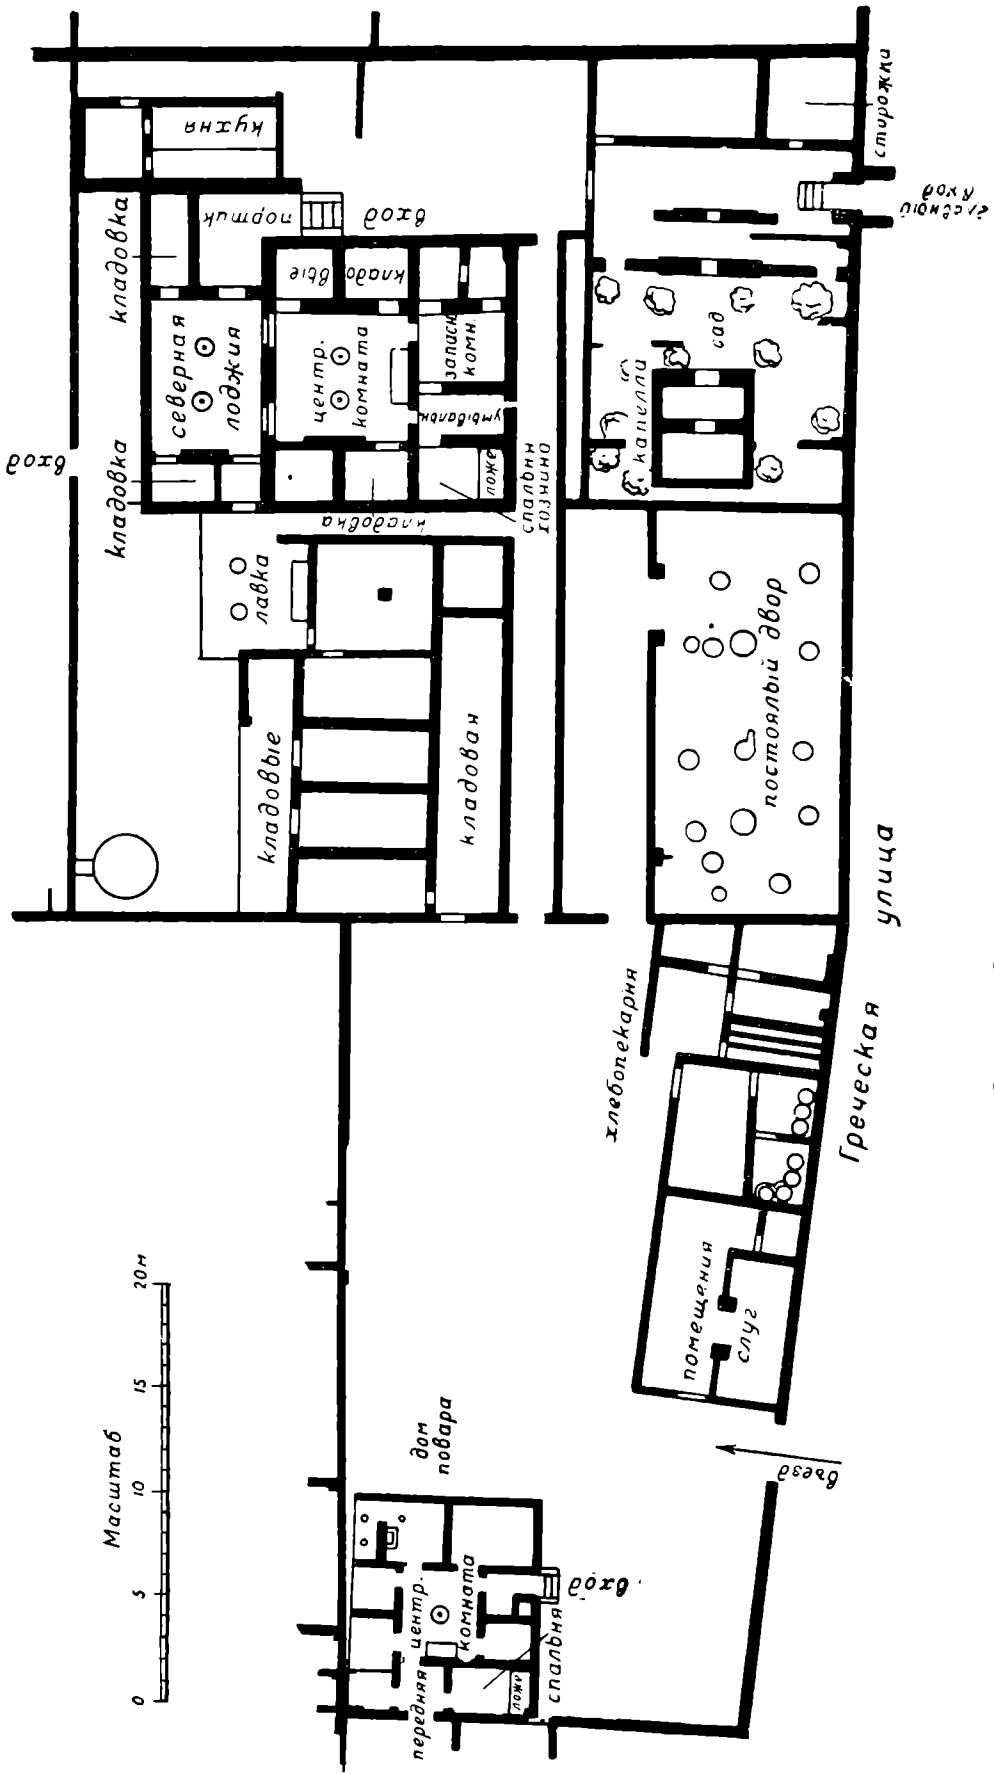 кухня
кладовка
портик
вход
северная
лоджия
вход
кладовка
кладо
вые
центр.
комната
запасн.
комн.
умывальн.
ложе
кладовка
спальни
хозяина
лавка
кладовые
кладован
сторожка
главный
вход
сад
капелли
постоялый двор
Греческая улица
хлебопекарня
помещения
слуг
въезд
Масштаб
0 5 10 15 20м
дом
повара
центр.
комната
вход
передняя
ложе
спальня